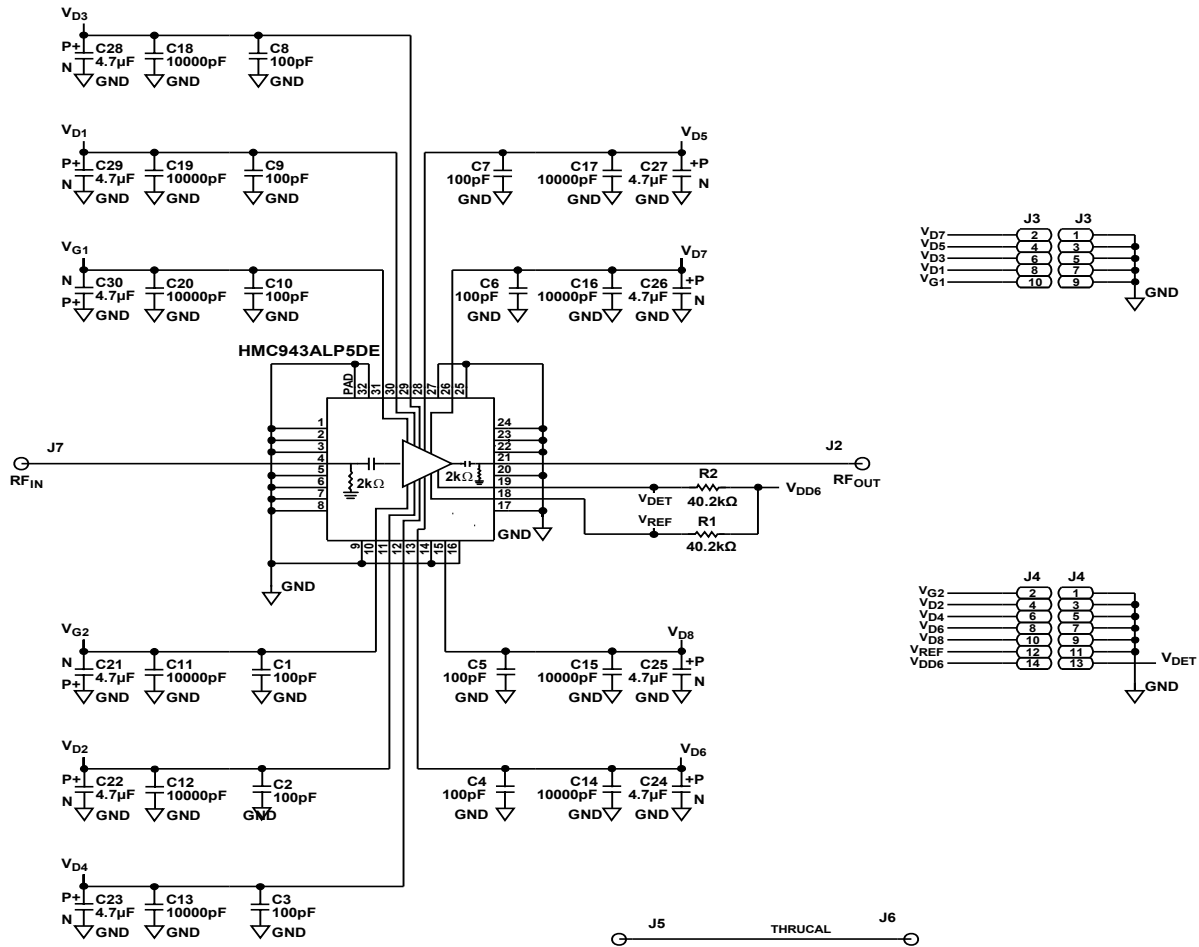 VD3
P+ C28 C18 C8
N 4.7µF 10000pF 100pF
GND GND GND
VD1
P+ C29 C19 C9
N 4.7µF 10000pF 100pF
GND GND GND
VD5
C7 C17 C27 +P
100pF 10000pF 4.7µF N
GND GND GND
VG1
N C30 C20 C10
P+ 4.7µF 10000pF 100pF
GND GND GND
VD7
C6 C16 C26 +P
100pF 10000pF 4.7µF N
GND GND GND
J3 J3
VD7 2 1
VD5 4 3
VD3 6 5
VD1 8 7
VG1 10 9
GND
HMC943ALP5DE
PAD 32 31 30 29 28 27 26 25
1 24
2 23
3 22
4 21
5 20
6 19
7 18
8 17
2kΩ 2kΩ
9 10 11 12 13 14 15 16
J7
RFIN
J2
RFOUT
R2
VDET 40.2kΩ VDD6
VREF R1
40.2kΩ
GND
GND
J4 J4
VG2 2 1
VD2 4 3
VD4 6 5
VD6 8 7
VD8 10 9
VREF 12 11
VDD6 14 13 VDET
GND
VG2
N C21 C11 C1
P+ 4.7µF 10000pF 100pF
GND GND GND
VD8
C5 C15 C25 +P
100pF 10000pF 4.7µF N
GND GND GND
VD2
P+ C22 C12 C2
N 4.7µF 10000pF 100pF
GND GND GND
VD6
C4 C14 C24 +P
100pF 10000pF 4.7µF N
GND GND GND
VD4
P+ C23 C13 C3
N 4.7µF 10000pF 100pF
GND GND GND
J5 THRUCAL J6